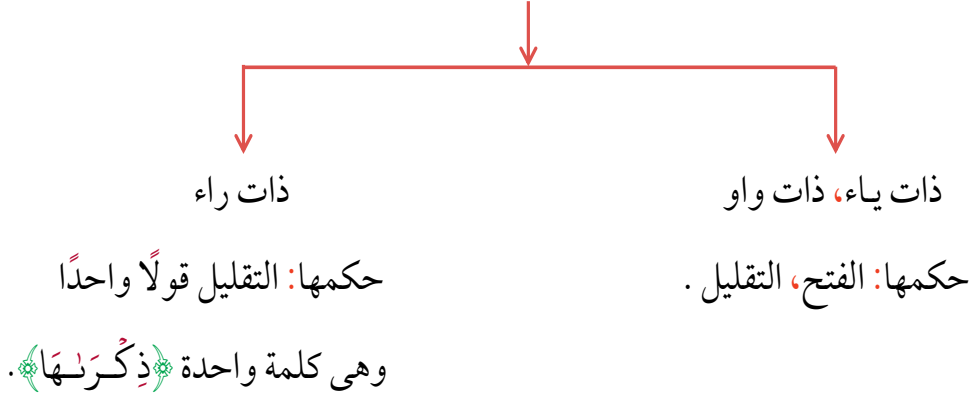 ذات ياء، ذات واو
حكمها: الفتح، التقليل .
ذات راء
حكمها: التقليل قولًا واحدًا
وهى كلمة واحدة ﴿ذِكْرَىٰهَا﴾.